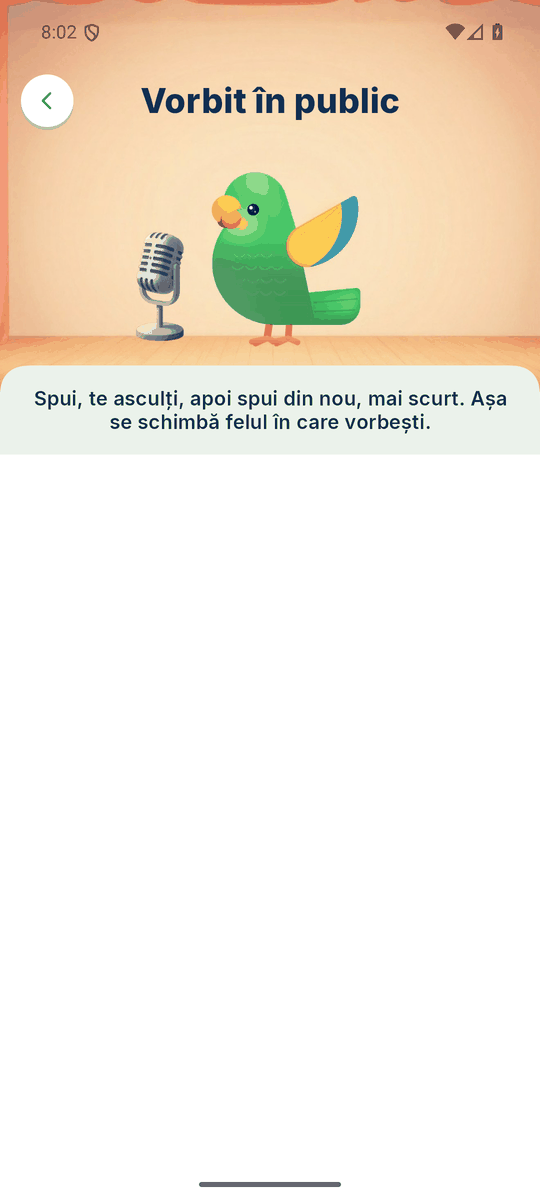 8:02
Vorbit în public
Spui, te asculți, apoi spui din nou, mai scurt. Așa
se schimbă felul în care vorbești.